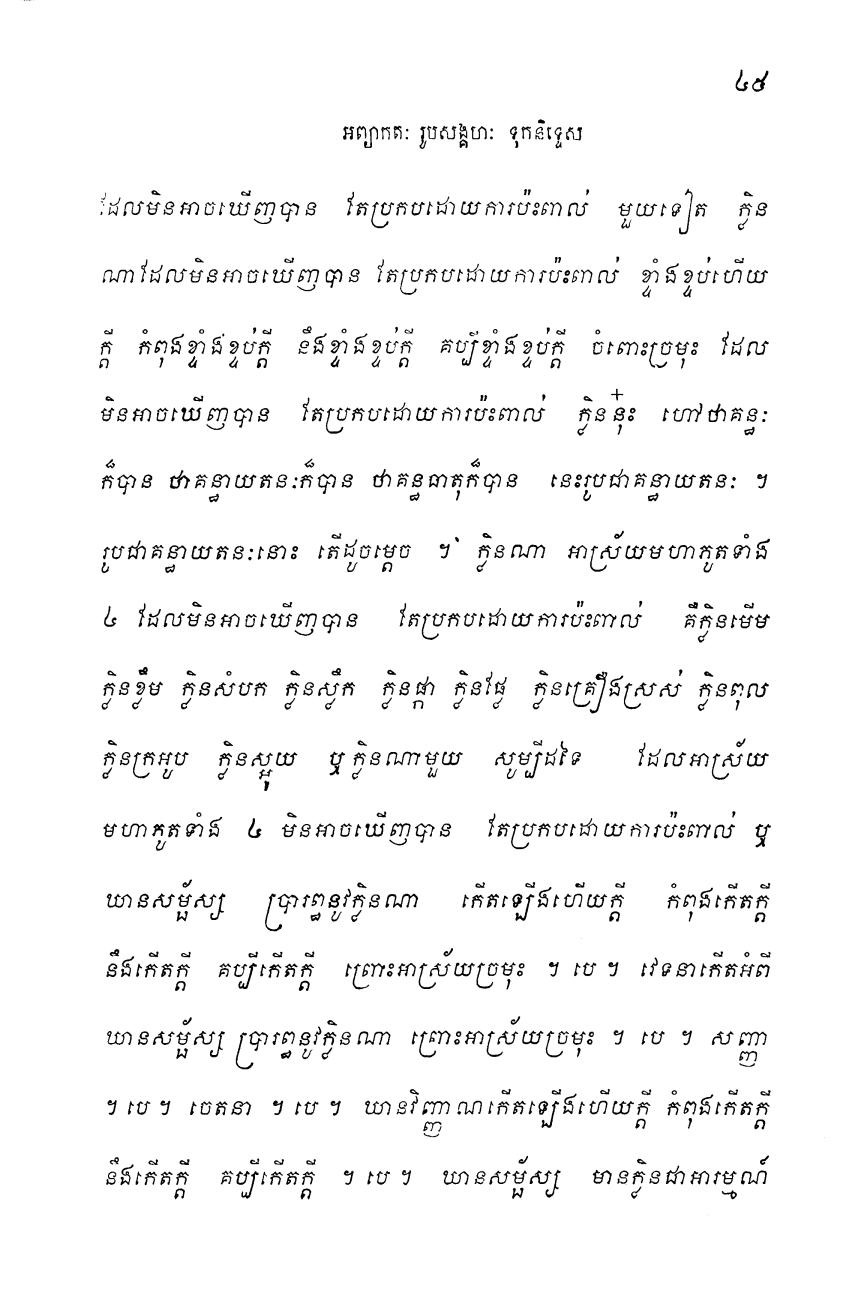 ៤៥
អព្យាកតៈ រូបសង្គហៈ ទុកនិទ្ទេស
ដែលមិនអាចឃើញបាន តែប្រកបដោយការប៉ះពាល់ មួយទៀត ក្លិន
ណាដែលមិនអាចឃើញបាន តែប្រកបដោយការប៉ះពាល់ ខ្ទាំងខ្ទប់ហើយ
ក្តី កំពុងខ្ទាំងខ្ទប់ក្តី នឹងខ្ទាំងខ្ទប់ក្តី គប្បីខ្ទាំងខ្ទប់ក្តី ចំពោះច្រមុះ ដែល
មិនអាចឃើញបាន តែប្រកបដោយការប៉ះពាល់ ក្លិននុ៎ះ ហៅថាគន្ធៈ
ក៏បាន ថាគន្ធាយតនៈក៏បាន ថាគន្ធធាតុក៏បាន នេះរូបជាគន្ធាយតនៈ ។
រូបជាគន្ធាយតនៈនោះ តើដូចម្តេច ។ ក្លិនណា អាស្រ័យមហាភូតទាំង
៤ ដែលមិនអាចឃើញបាន តែប្រកបដោយការប៉ះពាល់ គឺក្លិនមើម
ក្លិនខ្លឹម ក្លិនសំបក ក្លិនស្លឹក ក្លិនផ្កា ក្លិនផ្លែ ក្លិនគ្រឿងស្រស់ ក្លិនពុល
ក្លិនក្រអូប ក្លិនស្អុយ ឬក្លិនណាមួយ សូម្បីដទៃ ដែលអាស្រ័យ
មហាភូតទាំង ៤ មិនអាចឃើញបាន តែប្រកបដោយការប៉ះពាល់ ឬ
ឃានសម្ផ័ស្ស ប្រារព្ធនូវក្លិនណា កើតឡើងហើយក្តី កំពុងកើតក្តី
នឹងកើតក្តី គប្បីកើតក្តី ព្រោះអាស្រ័យច្រមុះ ។ បេ ។ វេទនាកើតអំពី
ឃានសម្ផ័ស្ស ប្រារព្ធនូវក្លិនណា ព្រោះអាស្រ័យច្រមុះ ។ បេ ។ សញ្ញា
។ បេ ។ ចេតនា ។ បេ ។ ឃានវិញ្ញាណកើតឡើងហើយក្តី កំពុងកើតក្តី
នឹងកើតក្តី គប្បីកើតក្តី ។ បេ ។ ឃានសម្ផ័ស្ស មានក្លិនជាអារម្មណ៍